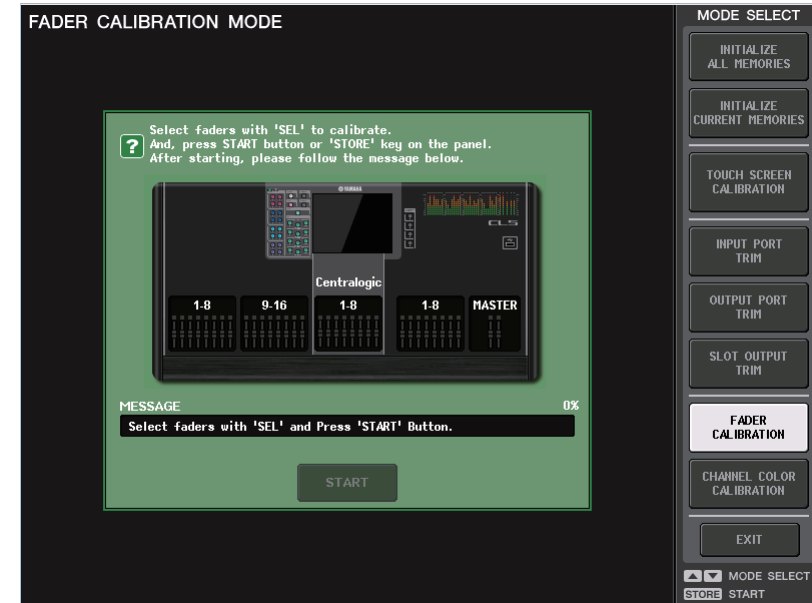 FADER CALIBRATION MODE
Select faders with 'SEL' to calibrate.
And, press START button or 'STORE' key on the panel.
After starting, please follow the message below.
?
YAMAHA
CL5
Centralogic
1-8
9-16
1-8
1-8
MASTER
MESSAGE
0%
Select faders with 'SEL' and Press 'START' Button.
START
MODE SELECT
INITIALIZE
ALL MEMORIES
INITIALIZE
CURRENT MEMORIES
TOUCH SCREEN
CALIBRATION
INPUT PORT
TRIM
OUTPUT PORT
TRIM
SLOT OUTPUT
TRIM
FADER
CALIBRATION
CHANNEL COLOR
CALIBRATION
EXIT
MODE SELECT
STORE START